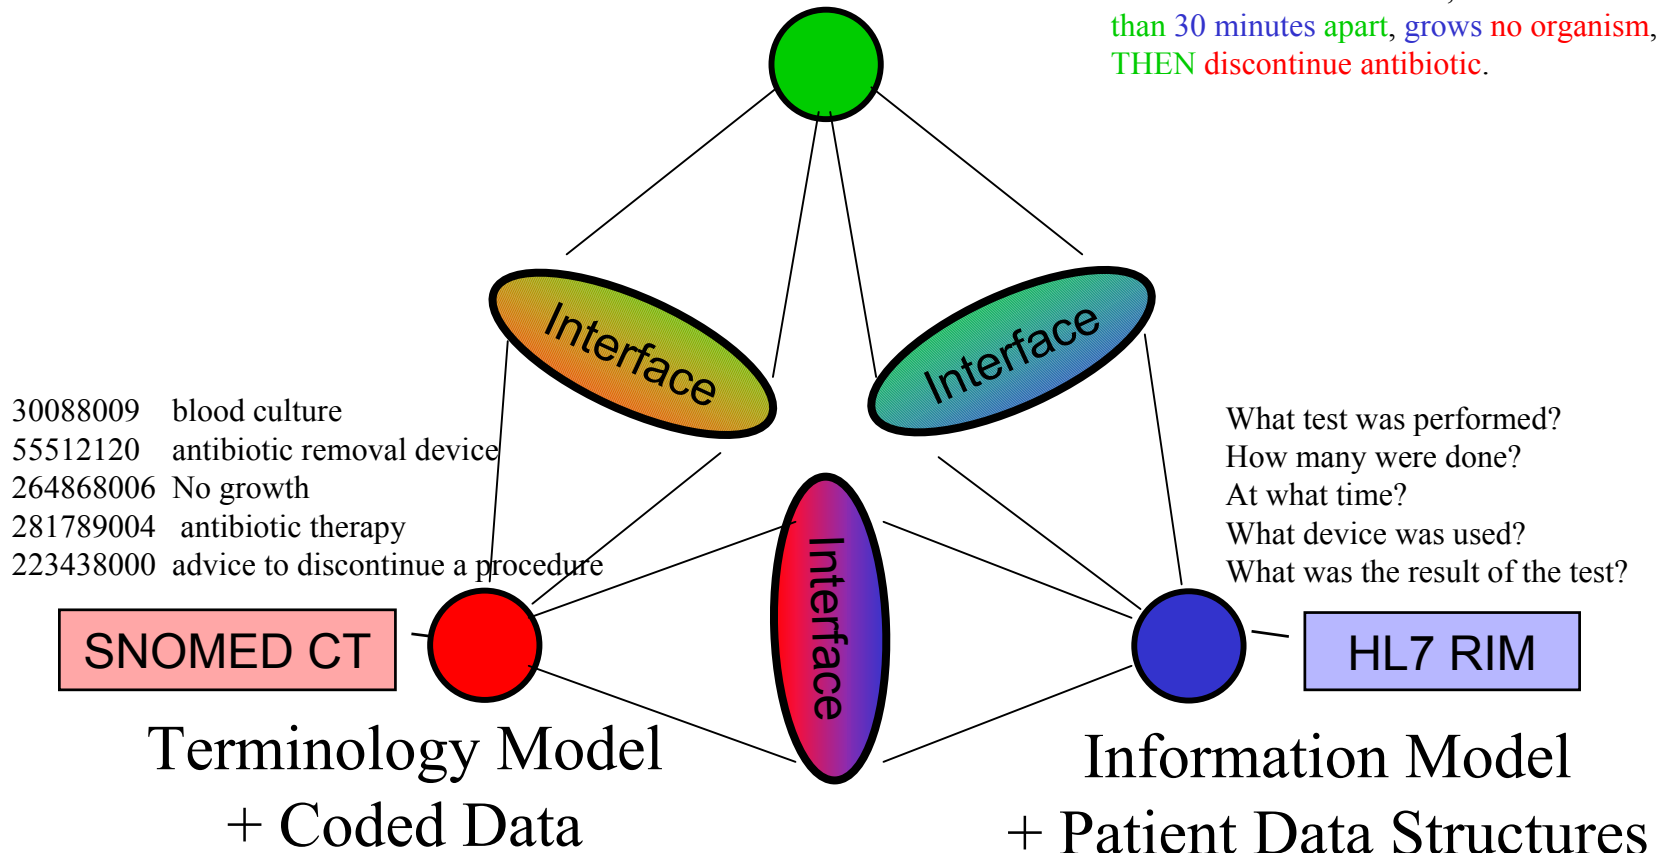 than 30 minutes apart, grows no organism,
THEN discontinue antibiotic.
Interface
Interface
30088009 blood culture
55512120 antibiotic removal device
264868006 No growth
281789004 antibiotic therapy
223438000 advice to discontinue a procedure
What test was performed?
How many were done?
At what time?
What device was used?
What was the result of the test?
Interface
SNOMED CT
HL7 RIM
Terminology Model
+ Coded Data
Information Model
+ Patient Data Structures